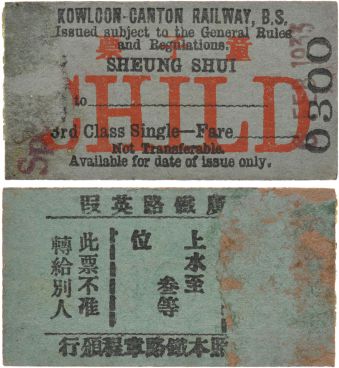 KOWLOON-CANTON RAILWAY, B.S.
Issued subject to the General Rules
and Regulations.
SHEUNG SHUI
CHILD
to
3rd Class Single—Fare
Not Transferable.
Available for date of issue only.
0300
廣鐵路英段
上水至
位 叁等
此票不准
轉給別人
照本鐵路章程頒行